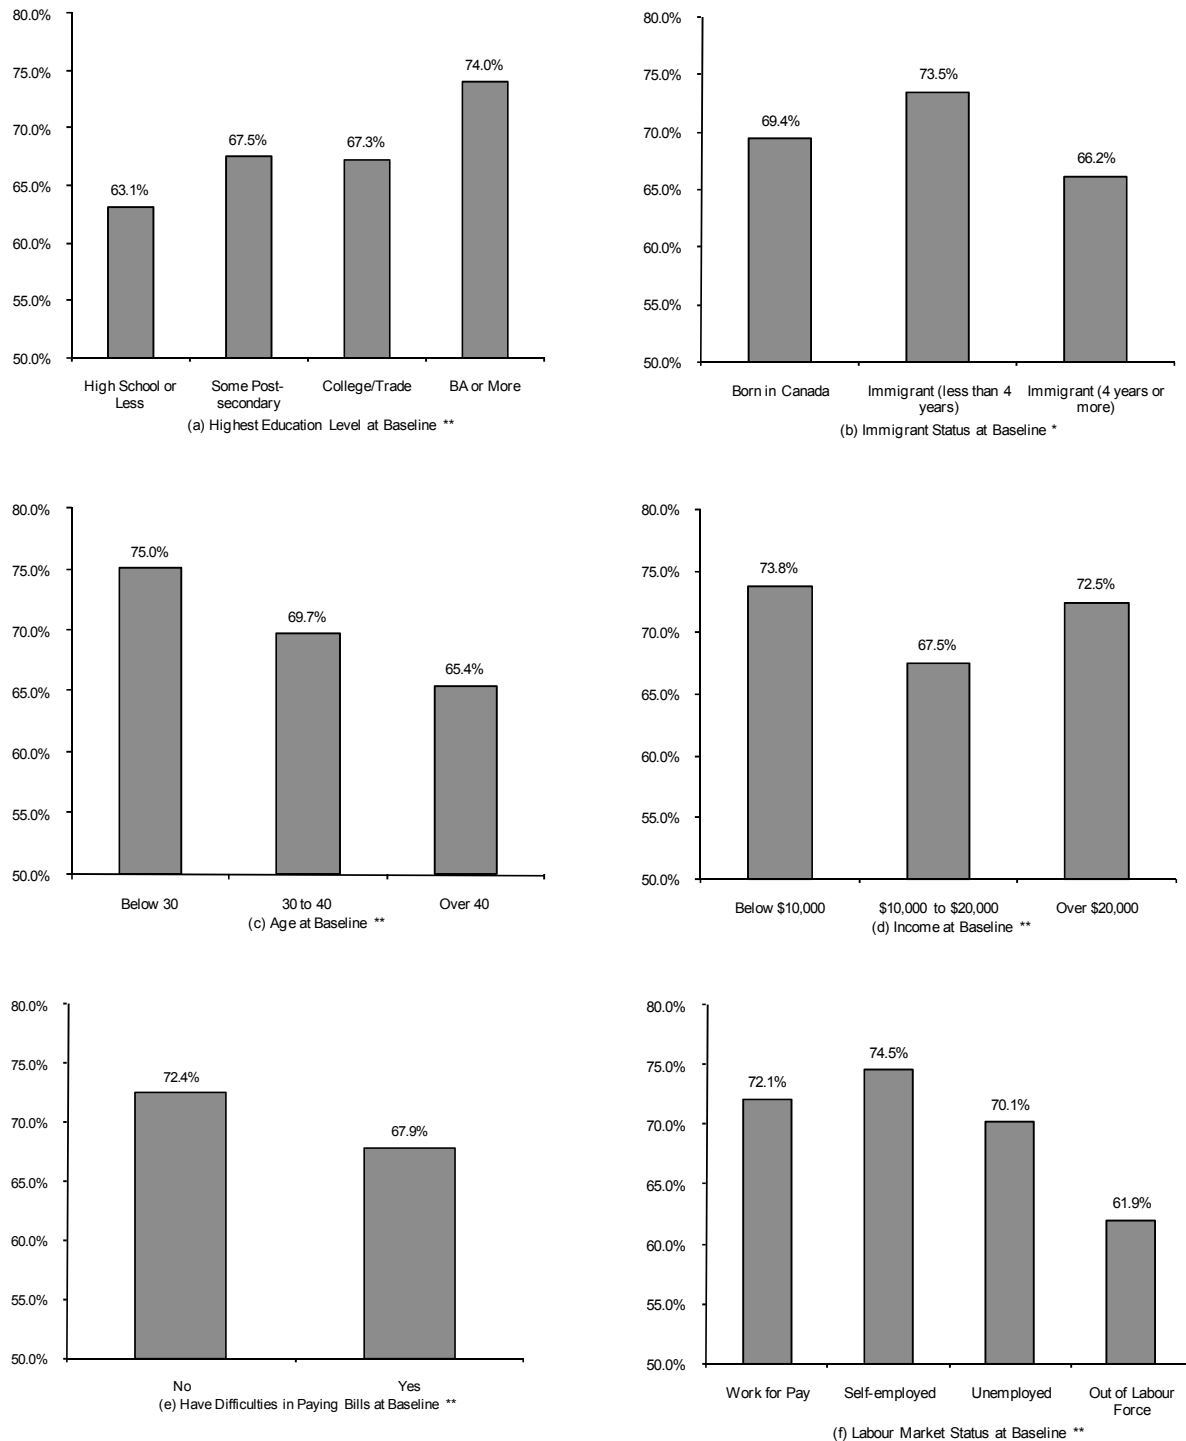 80.0%
75.0%
70.0%
65.0%
60.0%
55.0%
50.0%
63.1%
67.5%
67.3%
74.0%
High School or
Less
Some Post-
secondary
College/Trade
BA or More
(a) Highest Education Level at Baseline **
80.0%
75.0%
70.0%
65.0%
60.0%
55.0%
50.0%
69.4%
73.5%
66.2%
Born in Canada
Immigrant (less than 4
years)
Immigrant (4 years or
more)
(b) Immigrant Status at Baseline *
80.0%
75.0%
70.0%
65.0%
60.0%
55.0%
50.0%
75.0%
69.7%
65.4%
Below 30
30 to 40
Over 40
(c) Age at Baseline **
80.0%
75.0%
70.0%
65.0%
60.0%
55.0%
50.0%
73.8%
67.5%
72.5%
Below $10,000
$10,000 to $20,000
Over $20,000
(d) Income at Baseline **
80.0%
75.0%
70.0%
65.0%
60.0%
55.0%
50.0%
72.4%
67.9%
No
Yes
(e) Have Difficulties in Paying Bills at Baseline **
80.0%
75.0%
70.0%
65.0%
60.0%
55.0%
50.0%
72.1%
74.5%
70.1%
61.9%
Work for Pay
Self-employed
Unemployed
Out of Labour
Force
(f) Labour Market Status at Baseline **